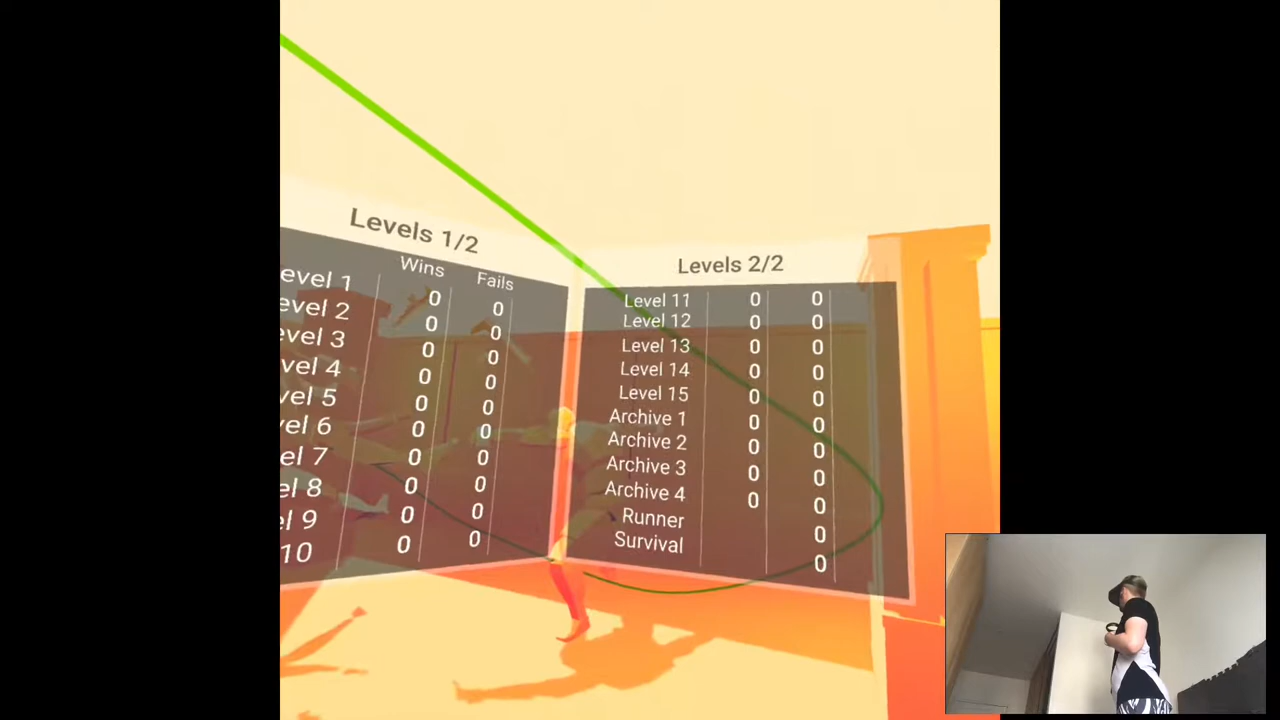 Levels 1/2
Wins Fails
evel 1 0 0
evel 2 0 0
evel 3 0 0
vel 4 0 0
vel 5 0 0
vel 6 0 0
el 7 0 0
el 8 0 0
el 9 0 0
10 0 0
Levels 2/2
Level 11 0 0
Level 12 0 0
Level 13 0 0
Level 14 0 0
Level 15 0 0
Archive 1 0 0
Archive 2 0 0
Archive 3 0 0
Archive 4 0 0
Runner 0
Survival 0